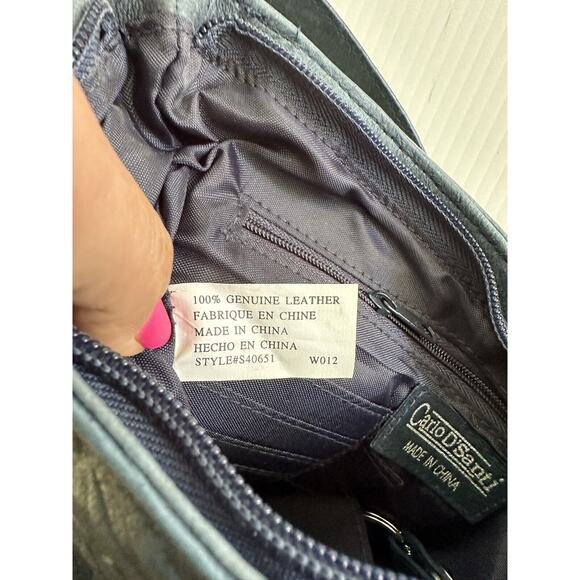 100% GENUINE LEATHER
FABRIQUE EN CHINE
MADE IN CHINA
HECHO EN CHINA
STYLE#S40651 W012
Carlo D'Santi
MADE IN CHINA